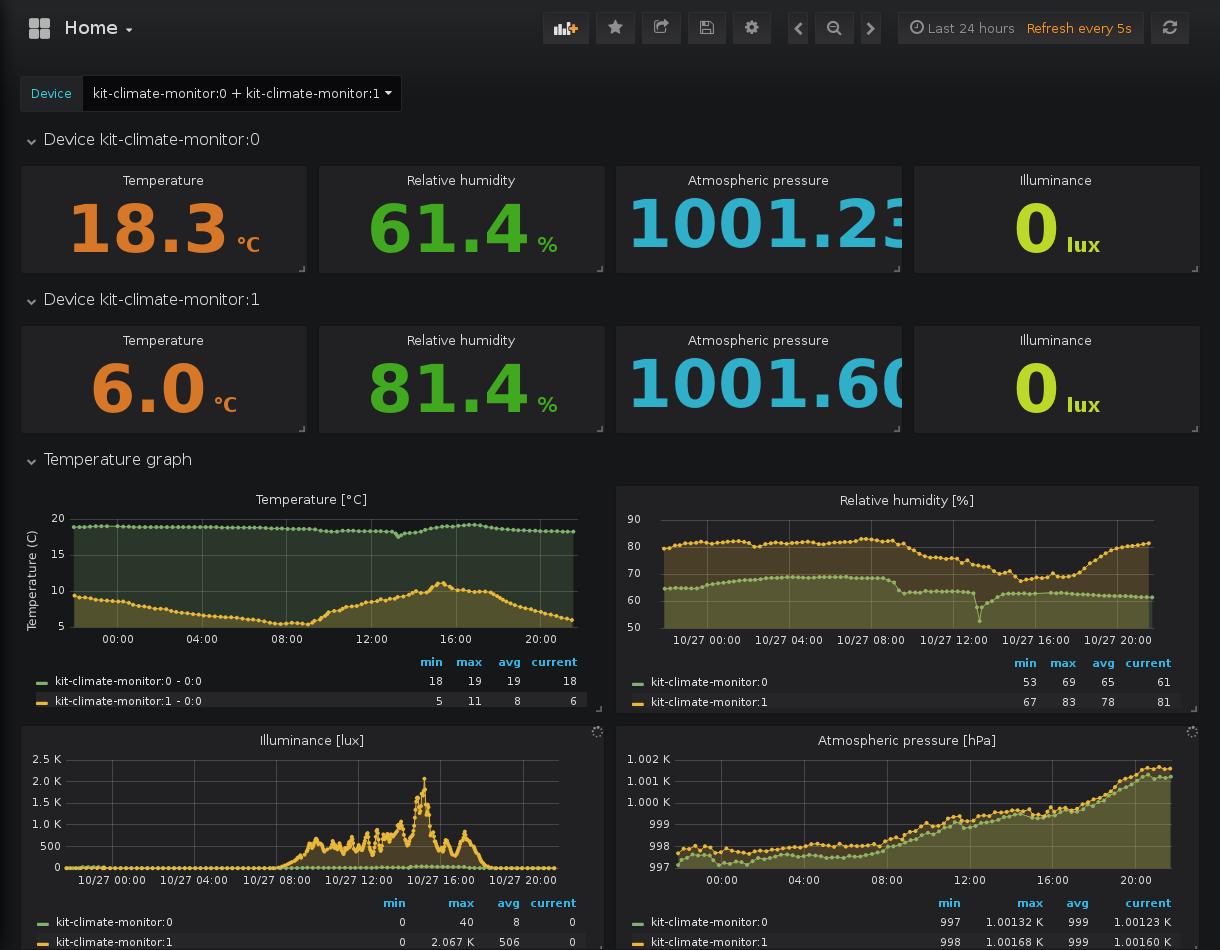 Home
Last 24 hours Refresh every 5s
Device kit-climate-monitor:0 + kit-climate-monitor:1
Device kit-climate-monitor:0
Temperature Relative humidity Atmospheric pressure Illuminance
18.3 °C 61.4 % 1001.23 0 lux
Device kit-climate-monitor:1
Temperature Relative humidity Atmospheric pressure Illuminance
6.0 °C 81.4 % 1001.60 0 lux
Temperature graph
Temperature [°C]
Temperature (C)
20
15
10
5
00:00 04:00 08:00 12:00 16:00 20:00
min max avg current
kit-climate-monitor:0 - 0:0 18 19 19 18
kit-climate-monitor:1 - 0:0 5 11 8 6
Relative humidity [%]
90
80
70
60
50
10/27 00:00 10/27 04:00 10/27 08:00 10/27 12:00 10/27 16:00 10/27 20:00
min max avg current
kit-climate-monitor:0 53 69 65 61
kit-climate-monitor:1 67 83 78 81
Illuminance [lux]
2.5 K
2.0 K
1.5 K
1.0 K
500
0
10/27 00:00 10/27 04:00 10/27 08:00 10/27 12:00 10/27 16:00 10/27 20:00
min max avg current
kit-climate-monitor:0 0 40 8 0
kit-climate-monitor:1 0 2.067 K 506 0
Atmospheric pressure [hPa]
1.002 K
1.001 K
1.000 K
999
998
997
00:00 04:00 08:00 12:00 16:00 20:00
min max avg current
kit-climate-monitor:0 997 1.00132 K 999 1.00123 K
kit-climate-monitor:1 998 1.00168 K 999 1.00160 K